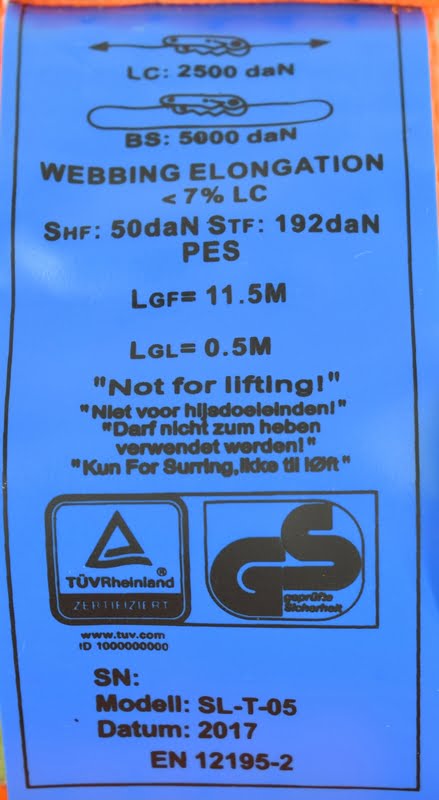 LC: 2500 daN
BS: 5000 daN
WEBBING ELONGATION
< 7% LC
SHF: 50daN STF: 192daN
PES
LGF= 11.5M
LGL= 0.5M
"Not for lifting!"
"Niet voor hijsdoeleinden!"
"Darf nicht zum heben
verwendet werden!"
"Kun For Surring,ikke til lØft"
TÜVRheinland®
ZERTIFIZIERT
GS
geprüfte
Sicherheit
www.tuv.com
ID 1000000000
SN:
Modell: SL-T-05
Datum: 2017
EN 12195-2